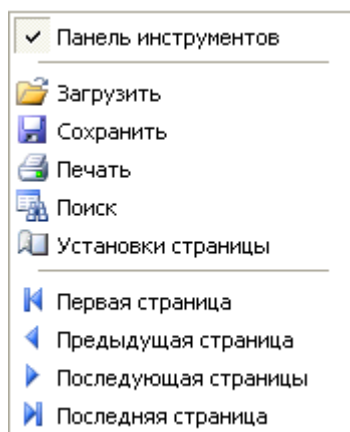 Панель инструментов
Загрузить
Сохранить
Печать
Поиск
Установки страницы
Первая страница
Предыдущая страница
Последующая страницы
Последняя страница